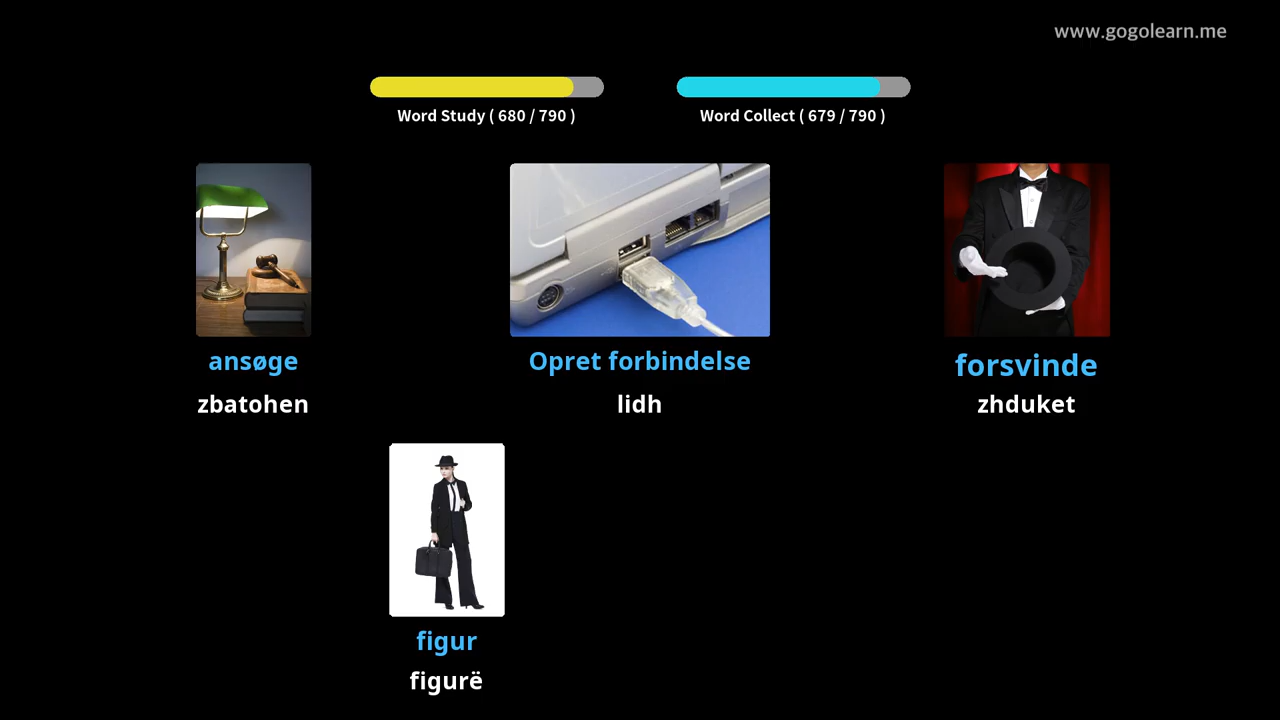 www.gogolearn.me
Word Study ( 680 / 790 )
Word Collect ( 679 / 790 )
ansøge
zbatohen
Opret forbindelse
lidh
forsvinde
zhduket
figur
figurë